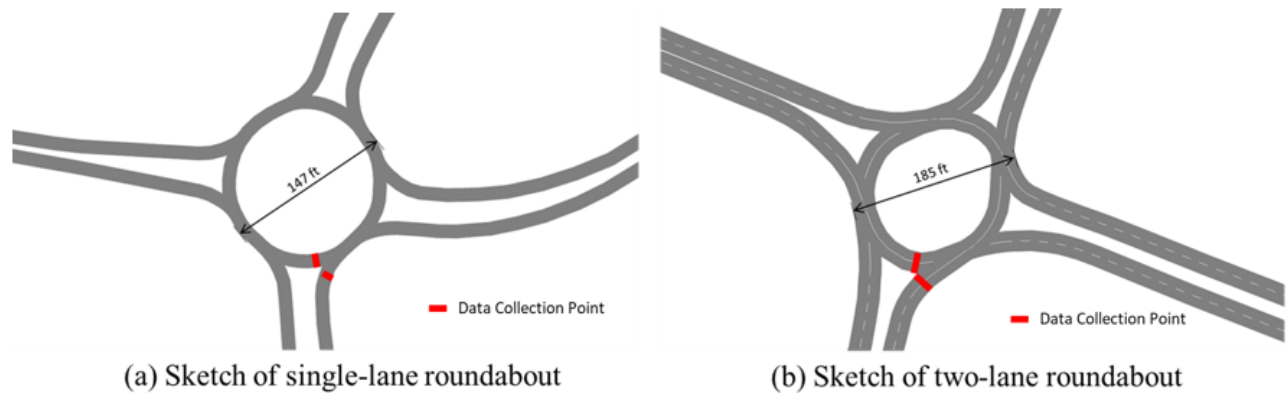 147 ft
Data Collection Point
(a) Sketch of single-lane roundabout
185 ft
Data Collection Point
(b) Sketch of two-lane roundabout